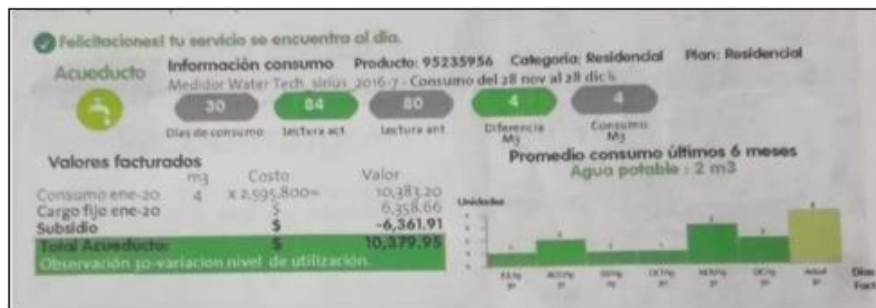 Felicitaciones! tu servicio se encuentra al día.
Acueducto
Información consumo Producto: 95235956 Categoría: Residencial Plan: Residencial
Medidor Water Tech sirius 2016-7 - Consumo del 28 nov al 28 dic
30 84 80 4 4
Días de consumo Lectura act Lectura ant Diferencia M3 Consumo M3
Valores facturados
m3 Costo Valor
Consumo ene-20 4 x 2,595.800= 10,383.20
Cargo fijo ene-20 $ 6,358.66
Subsidio $ -6,361.91
Total Acueducto: $ 10,379.95
Observación 30-variacion nivel de utilización.
Promedio consumo últimos 6 meses
Agua potable : 2 m3
Unidades
Actual
Días
Fact